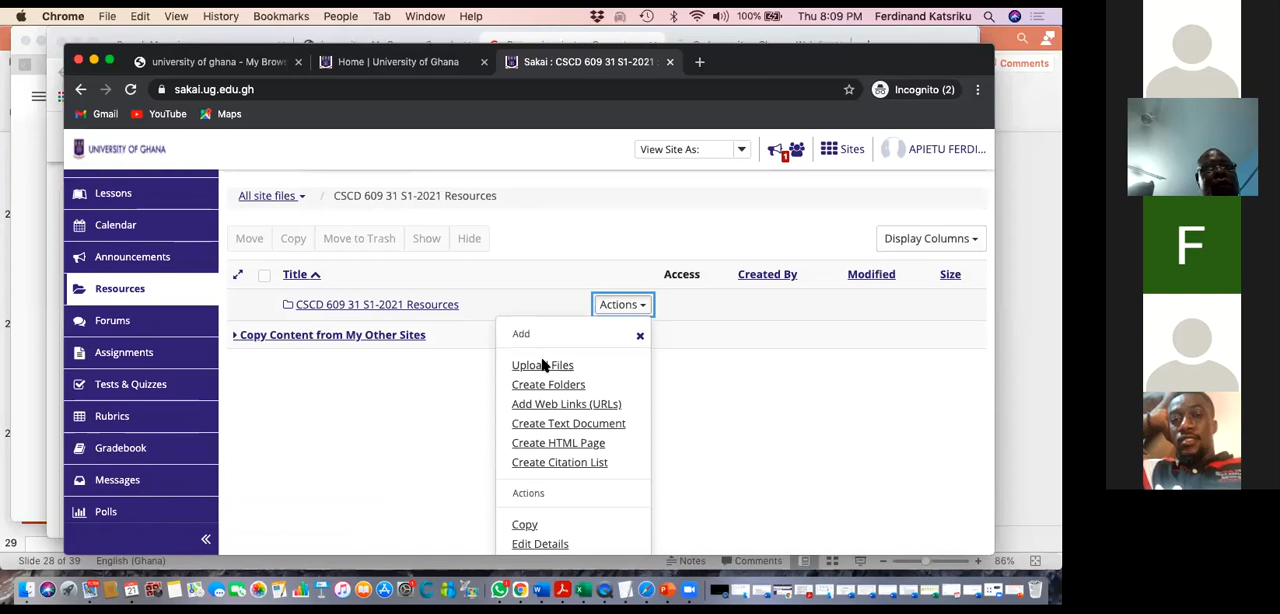 Chrome File Edit View History Bookmarks People Tab Window Help 100% Thu 8:09 PM Ferdinand Katsriku
university of ghana - My Brows Home | University of Ghana Sakai : CSCD 609 31 S1-2021
Comments
sakai.ug.edu.gh Incognito (2)
Gmail YouTube Maps
UNIVERSITY OF GHANA View Site As: 1 Sites APIETU FERDI...
Lessons
All site files / CSCD 609 31 S1-2021 Resources
Calendar
Move Copy Move to Trash Show Hide Display Columns
Announcements
Title Access Created By Modified Size
Resources
CSCD 609 31 S1-2021 Resources Actions
Forums
Copy Content from My Other Sites
Add
Assignments
Upload Files
Tests & Quizzes
Create Folders
Add Web Links (URLs)
Rubrics
Create Text Document
Create HTML Page
Gradebook
Create Citation List
Messages
Actions
Polls
Copy
Edit Details
29
Slide 28 of 39 English (Ghana) Notes Comments 86%
F